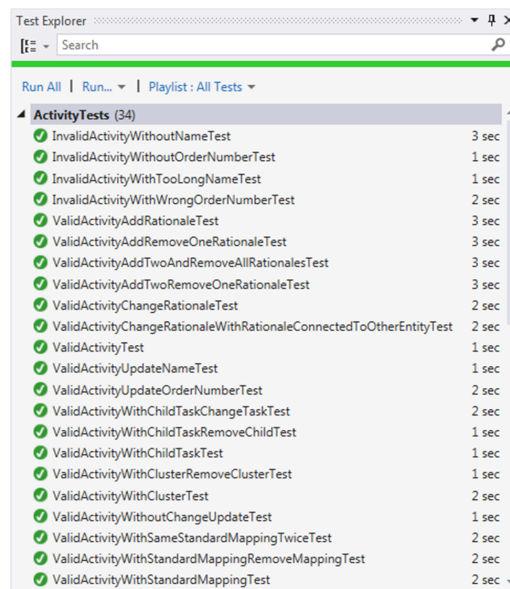 Test Explorer
Search
Run All | Run... | Playlist : All Tests
ActivityTests (34)
InvalidActivityWithoutNameTest 3 sec
InvalidActivityWithoutOrderNumberTest 1 sec
InvalidActivityWithTooLongNameTest 1 sec
InvalidActivityWithWrongOrderNumberTest 2 sec
ValidActivityAddRationaleTest 3 sec
ValidActivityAddRemoveOneRationaleTest 3 sec
ValidActivityAddTwoAndRemoveAllRationalesTest 3 sec
ValidActivityAddTwoRemoveOneRationaleTest 3 sec
ValidActivityChangeRationaleTest 2 sec
ValidActivityChangeRationaleWithRationaleConnectedToOtherEntityTest 2 sec
ValidActivityTest 1 sec
ValidActivityUpdateNameTest 1 sec
ValidActivityUpdateOrderNumberTest 2 sec
ValidActivityWithChildTaskChangeTaskTest 2 sec
ValidActivityWithChildTaskRemoveChildTest 1 sec
ValidActivityWithChildTaskTest 1 sec
ValidActivityWithClusterRemoveClusterTest 1 sec
ValidActivityWithClusterTest 2 sec
ValidActivityWithoutChangeUpdateTest 1 sec
ValidActivityWithSameStandardMappingTwiceTest 2 sec
ValidActivityWithStandardMappingRemoveMappingTest 2 sec
ValidActivityWithStandardMappingTest 2 sec